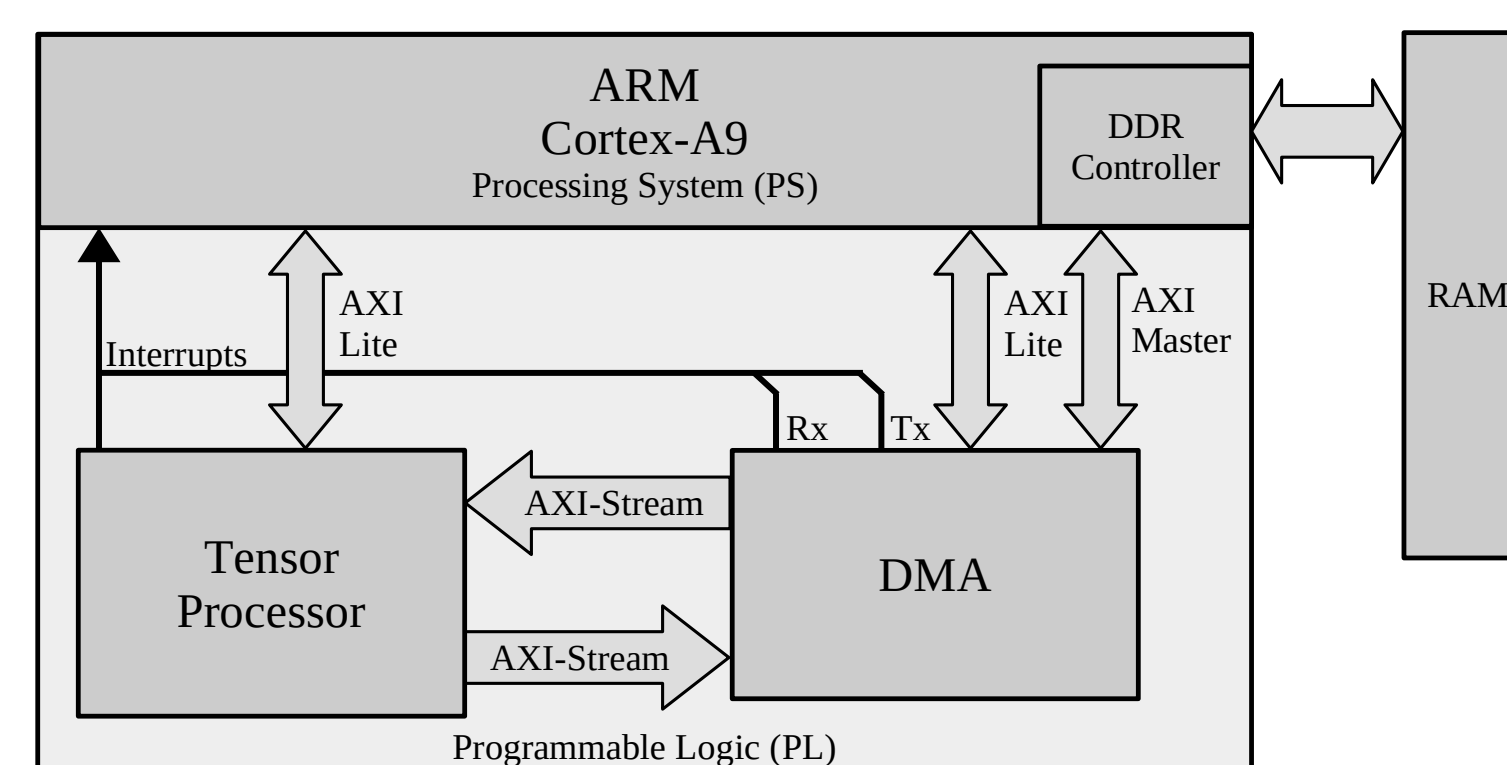 ARM
Cortex-A9
Processing System (PS)
DDR
Controller
RAM
AXI
Lite
AXI
Lite
AXI
Master
Interrupts
Rx
Tx
AXI-Stream
Tensor
Processor
DMA
AXI-Stream
Programmable Logic (PL)